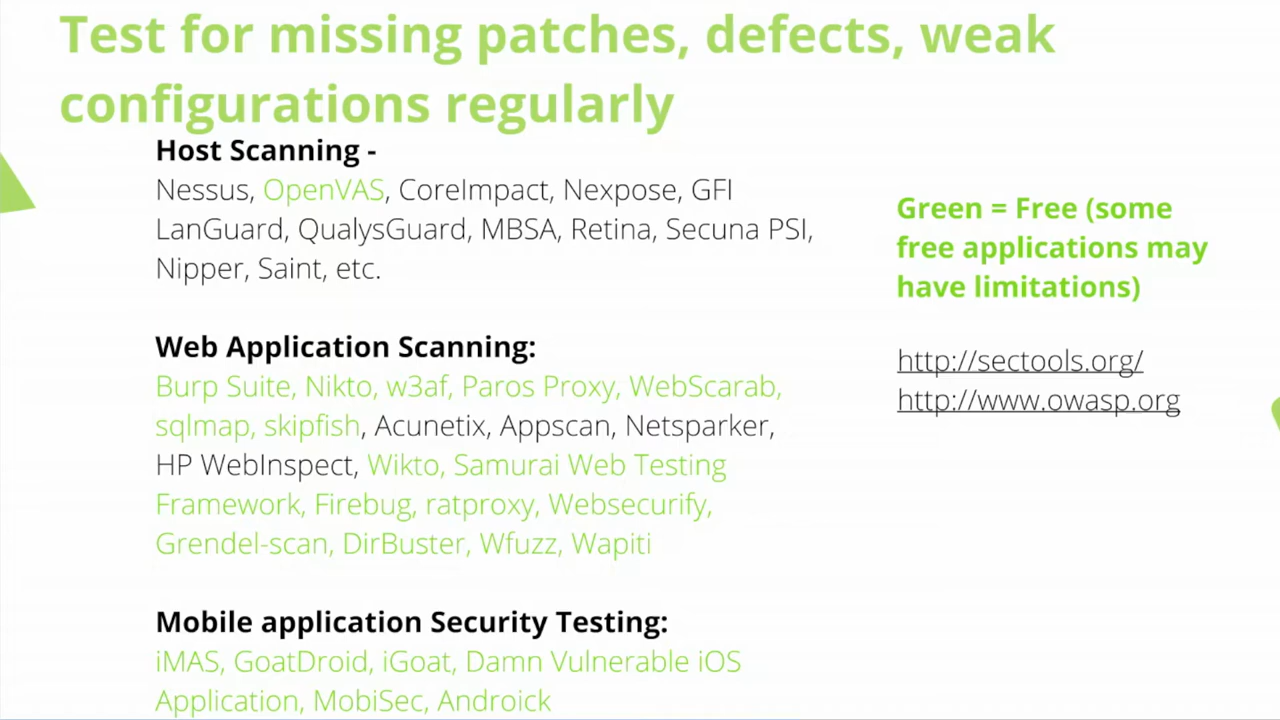 Test for missing patches, defects, weak
configurations regularly
Host Scanning -
Nessus, OpenVAS, CoreImpact, Nexpose, GFI
LanGuard, QualysGuard, MBSA, Retina, Secuna PSI,
Nipper, Saint, etc.
Web Application Scanning:
Burp Suite, Nikto, w3af, Paros Proxy, WebScarab,
sqlmap, skipfish, Acunetix, Appscan, Netsparker,
HP WebInspect, Wikto, Samurai Web Testing
Framework, Firebug, ratproxy, Websecurify,
Grendel-scan, DirBuster, Wfuzz, Wapiti
Mobile application Security Testing:
iMAS, GoatDroid, iGoat, Damn Vulnerable iOS
Application, MobiSec, Androick
Green = Free (some
free applications may
have limitations)
http://sectools.org/
http://www.owasp.org